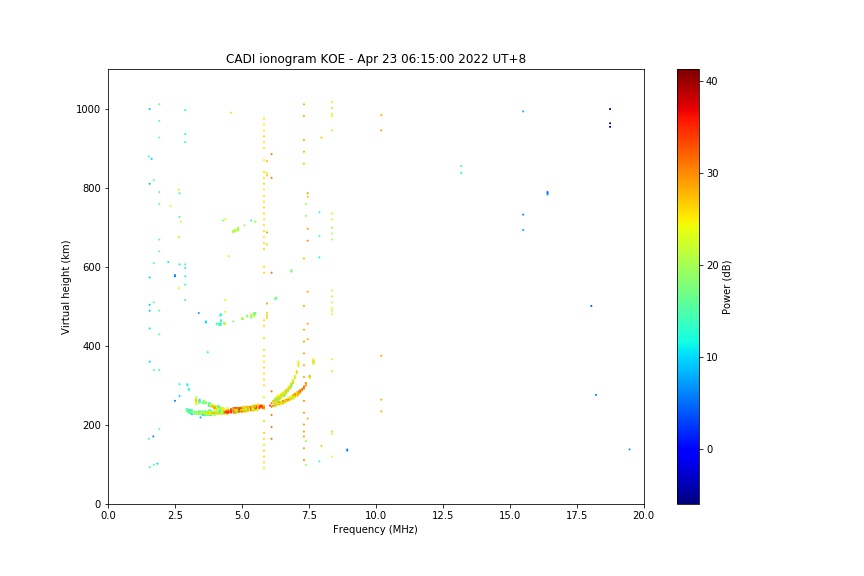 CADI ionogram KOE - Apr 23 06:15:00 2022 UT+8
Virtual height (km)
1000
800
600
400
200
0
0.0 2.5 5.0 7.5 10.0 12.5 15.0 17.5 20.0
Frequency (MHz)
40
30
20
10
0
Power (dB)